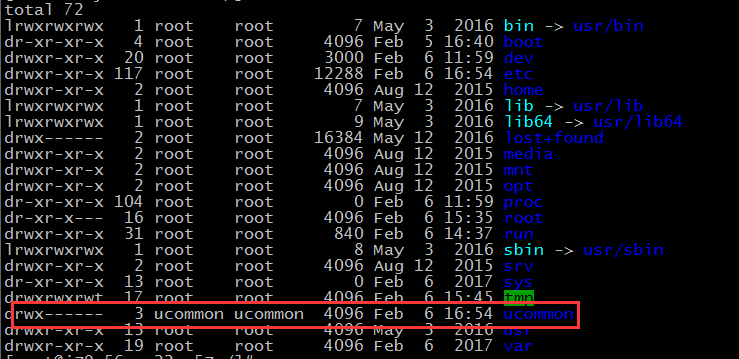 total 72
lrwxrwxrwx 1 root root 7 May 3 2016 bin -> usr/bin
dr-xr-xr-x 4 root root 4096 Feb 5 16:40 boot
drwxr-xr-x 20 root root 3000 Feb 6 11:59 dev
drwxr-xr-x 117 root root 12288 Feb 6 16:54 etc
drwxr-xr-x 2 root root 4096 Aug 12 2015 home
lrwxrwxrwx 1 root root 7 May 3 2016 lib -> usr/lib
lrwxrwxrwx 1 root root 9 May 3 2016 lib64 -> usr/lib64
drwx------ 2 root root 16384 May 12 2016 lost+found
drwxr-xr-x 2 root root 4096 Aug 12 2015 media
drwxr-xr-x 2 root root 4096 Aug 12 2015 mnt
drwxr-xr-x 2 root root 4096 Aug 12 2015 opt
dr-xr-xr-x 104 root root 0 Feb 6 11:59 proc
dr-xr-x--- 16 root root 4096 Feb 6 15:35 root
drwxr-xr-x 31 root root 840 Feb 6 14:37 run
lrwxrwxrwx 1 root root 8 May 3 2016 sbin -> usr/sbin
drwxr-xr-x 2 root root 4096 Aug 12 2015 srv
dr-xr-xr-x 13 root root 0 Feb 6 2017 sys
drwxrwxrwt 17 root root 4096 Feb 6 15:45 tmp
drwx------ 3 ucommon ucommon 4096 Feb 6 16:54 ucommon
drwxr-xr-x 13 root root 4096 May 3 2016 usr
drwxr-xr-x 19 root root 4096 Feb 6 2017 var